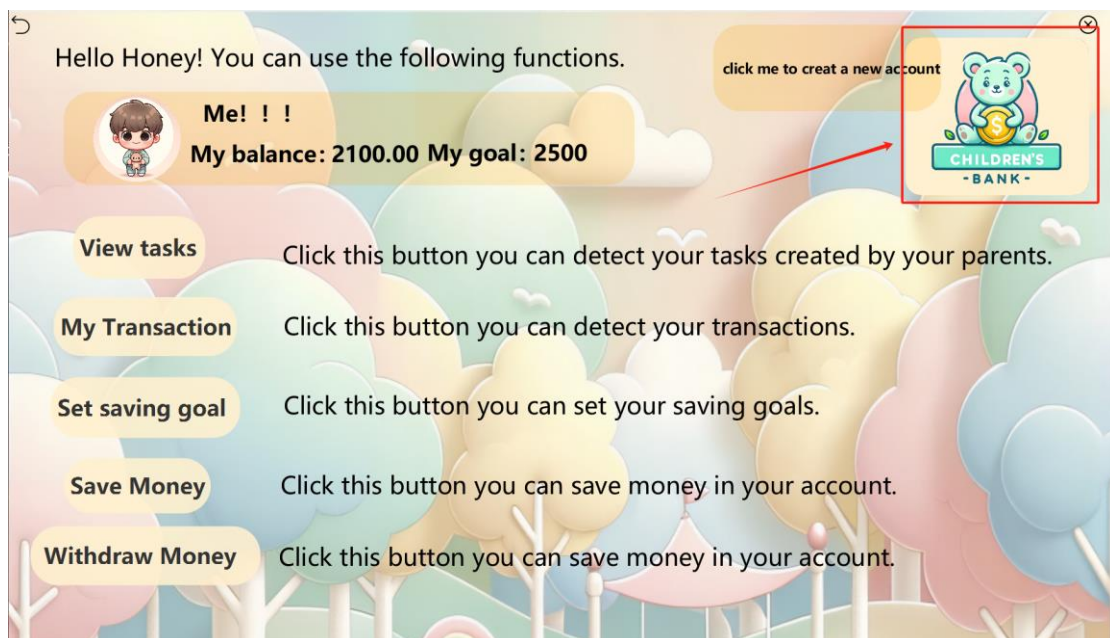 Hello Honey! You can use the following functions.
click me to creat a new account
Me! ! !
My balance: 2100.00 My goal: 2500
CHILDREN'S
-BANK-
View tasks
Click this button you can detect your tasks created by your parents.
My Transaction
Click this button you can detect your transactions.
Set saving goal
Click this button you can set your saving goals.
Save Money
Click this button you can save money in your account.
Withdraw Money
Click this button you can save money in your account.